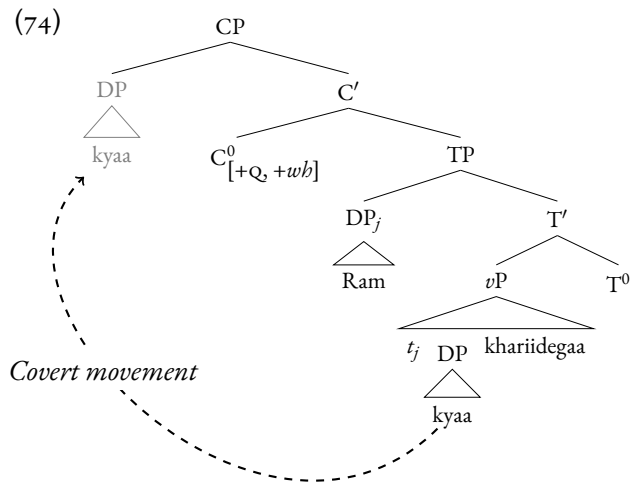 (74)
CP
DP C′
kyaa
C⁰[+Q, +wh] TP
DPⱼ T′
Ram
vP T⁰
tⱼ DP khariidegaa
kyaa
Covert movement